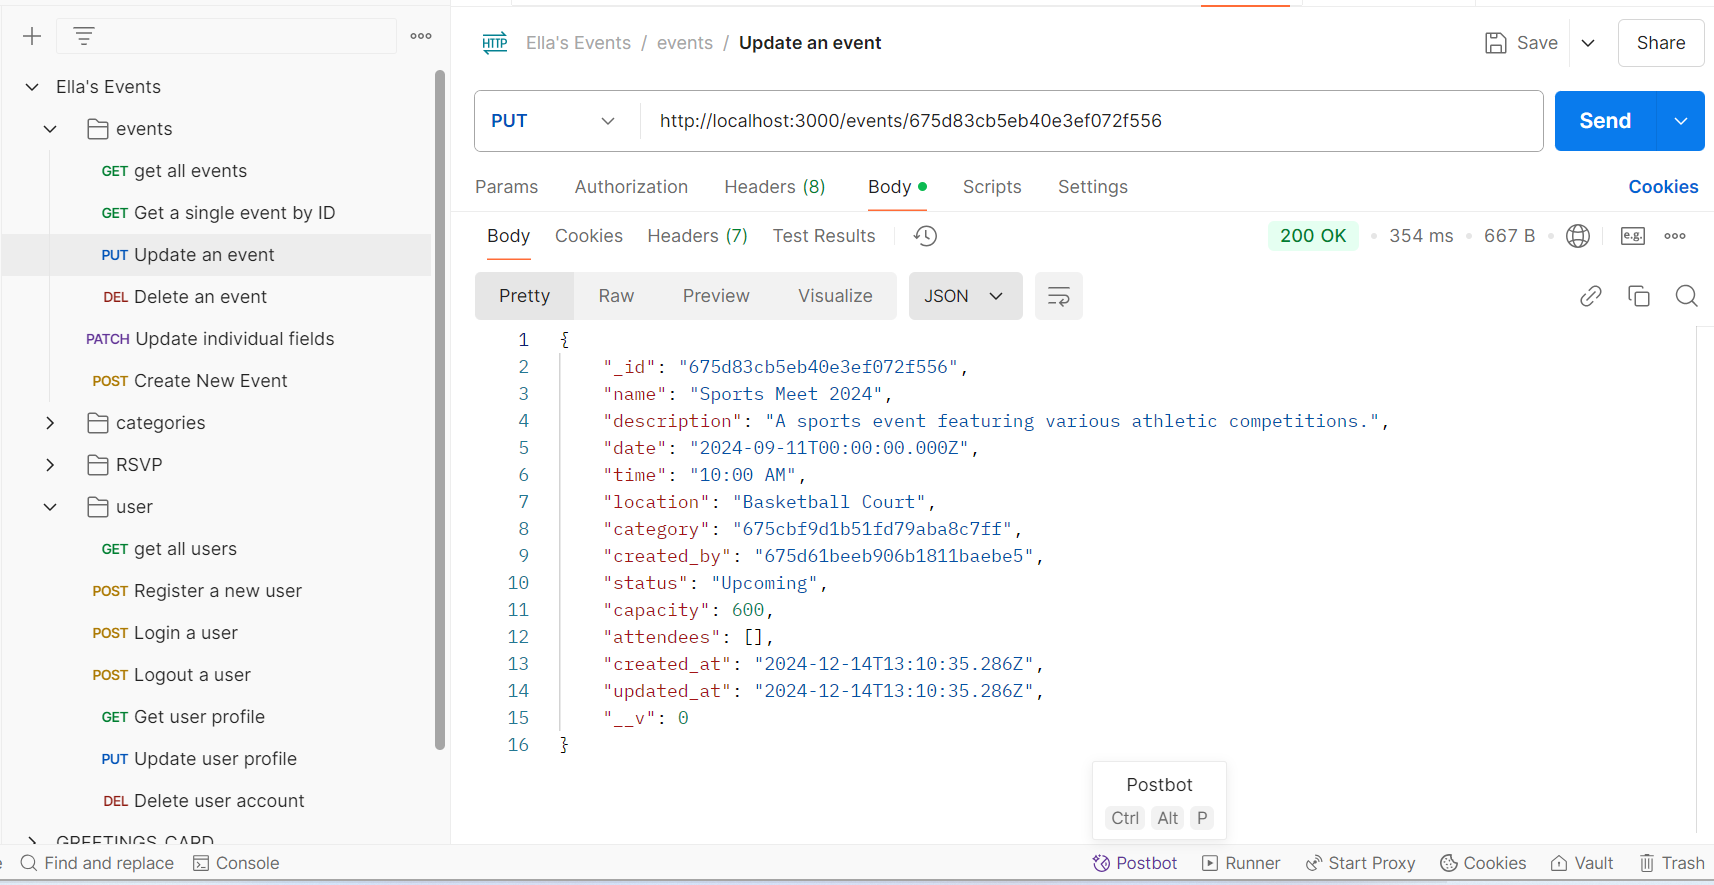 Ella's Events
events
GET get all events
GET Get a single event by ID
PUT Update an event
DEL Delete an event
PATCH Update individual fields
POST Create New Event
categories
RSVP
user
GET get all users
POST Register a new user
POST Login a user
POST Logout a user
GET Get user profile
PUT Update user profile
DEL Delete user account
GREETINGS CARD
HTTP Ella's Events / events / Update an event
Save
Share
PUT http://localhost:3000/events/675d83cb5eb40e3ef072f556
Send
Params Authorization Headers (8) Body Scripts Settings Cookies
Body Cookies Headers (7) Test Results 200 OK 354 ms 667 B e.g.
Pretty Raw Preview Visualize JSON
1 {
2 "_id": "675d83cb5eb40e3ef072f556",
3 "name": "Sports Meet 2024",
4 "description": "A sports event featuring various athletic competitions.",
5 "date": "2024-09-11T00:00:00.000Z",
6 "time": "10:00 AM",
7 "location": "Basketball Court",
8 "category": "675cbf9d1b51fd79aba8c7ff",
9 "created_by": "675d61beeb906b1811baebe5",
10 "status": "Upcoming",
11 "capacity": 600,
12 "attendees": [],
13 "created_at": "2024-12-14T13:10:35.286Z",
14 "updated_at": "2024-12-14T13:10:35.286Z",
15 "__v": 0
16 }
Postbot
Ctrl Alt P
Find and replace Console Postbot Runner Start Proxy Cookies Vault Trash